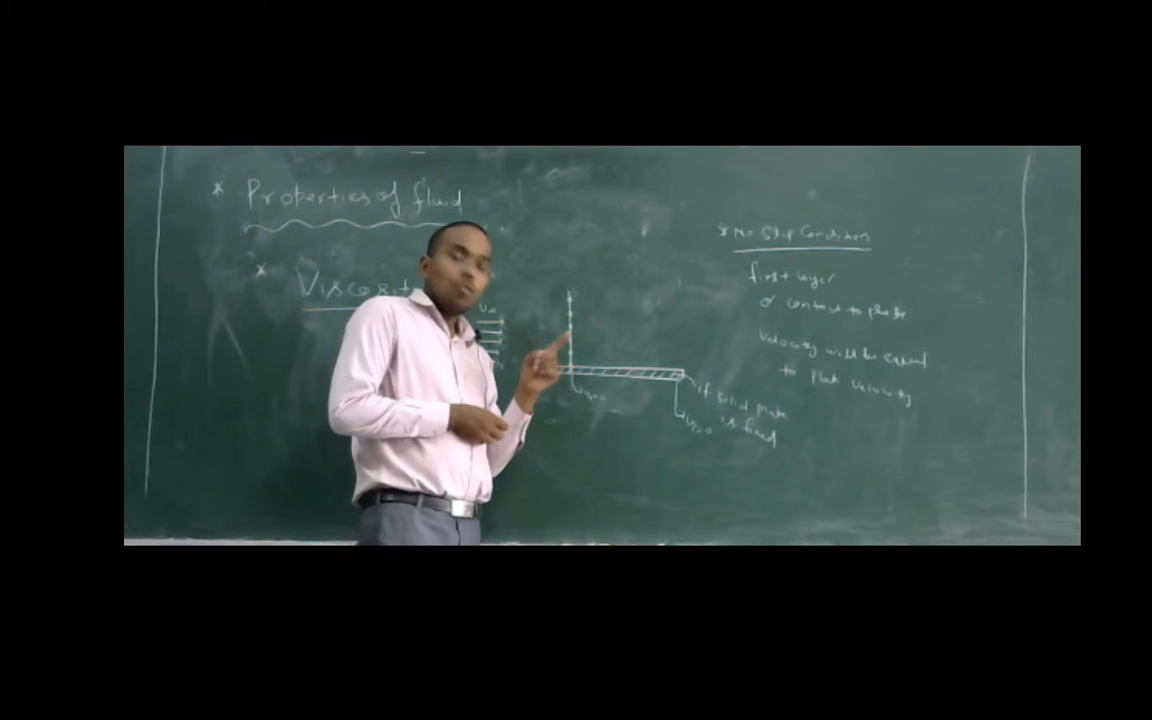 * Properties of fluid
* Viscosit
U∞
* No Slip Condition
first layer
contact to plate
Velocity will be equal
to plate velocity
if solid plate
is fixed